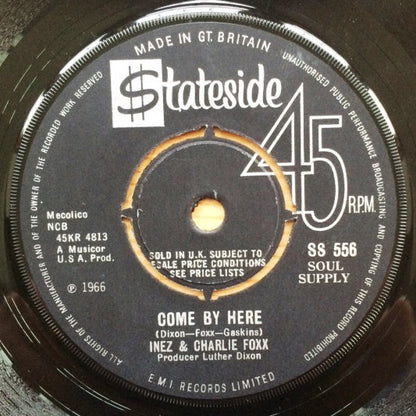 MADE IN GT. BRITAIN
ALL RIGHTS OF THE MANUFACTURER AND OF THE OWNER OF THE RECORDED WORK RESERVED
UNAUTHORISED PUBLIC PERFORMANCE BROADCASTING AND COPYING OF THIS RECORD PROHIBITED
$tateside
45
R.P.M.
Mecolico
NCB
45KR 4813
A Musicor
U.S.A. Prod.
SOLD IN U.K. SUBJECT TO
RESALE PRICE CONDITIONS
SEE PRICE LISTS
SS 556
SOUL
SUPPLY
℗ 1966
COME BY HERE
(Dixon-Foxx-Gaskins)
INEZ & CHARLIE FOXX
Producer Luther Dixon
E.M.I. RECORDS LIMITED